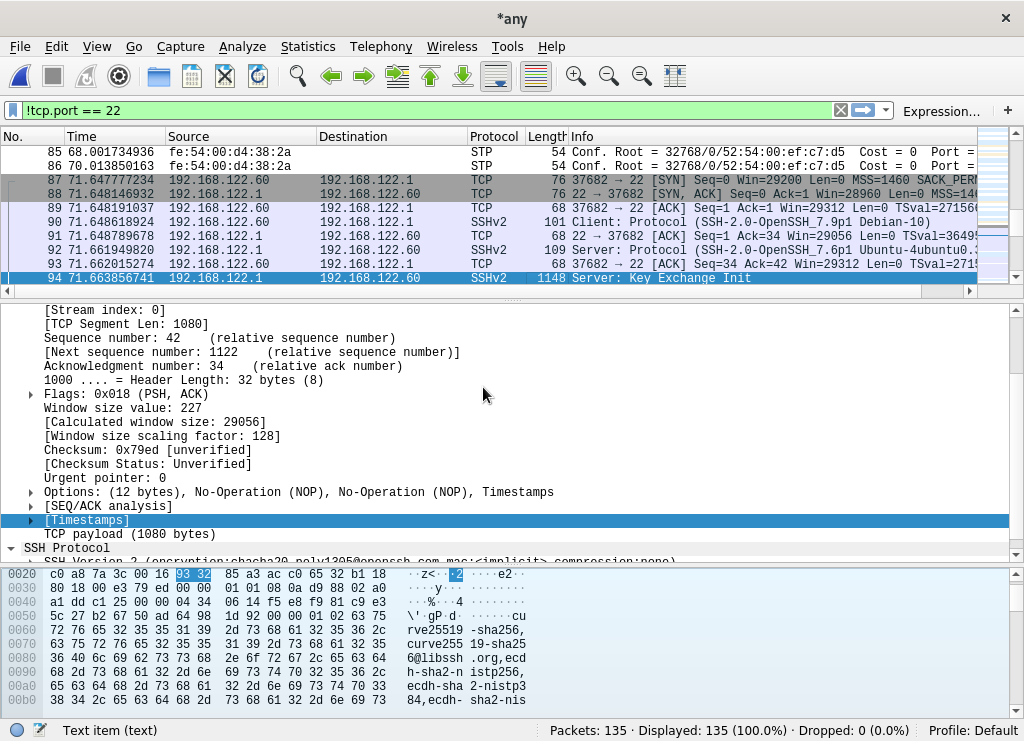 *any
File Edit View Go Capture Analyze Statistics Telephony Wireless Tools Help
!tcp.port == 22 Expression… +
No. Time Source Destination Protocol Length Info
85 68.001734936 fe:54:00:d4:38:2a STP 54 Conf. Root = 32768/0/52:54:00:ef:c7:d5 Cost = 0 Port =
86 70.013850163 fe:54:00:d4:38:2a STP 54 Conf. Root = 32768/0/52:54:00:ef:c7:d5 Cost = 0 Port =
87 71.647777234 192.168.122.60 192.168.122.1 TCP 76 37682 → 22 [SYN] Seq=0 Win=29200 Len=0 MSS=1460 SACK_PERM
88 71.648146932 192.168.122.1 192.168.122.60 TCP 76 22 → 37682 [SYN, ACK] Seq=0 Ack=1 Win=28960 Len=0 MSS=146
89 71.648191037 192.168.122.60 192.168.122.1 TCP 68 37682 → 22 [ACK] Seq=1 Ack=1 Win=29312 Len=0 TSval=271566
90 71.648618924 192.168.122.60 192.168.122.1 SSHv2 101 Client: Protocol (SSH-2.0-OpenSSH_7.9p1 Debian-10)
91 71.648789678 192.168.122.1 192.168.122.60 TCP 68 22 → 37682 [ACK] Seq=1 Ack=34 Win=29056 Len=0 TSval=36495
92 71.661949820 192.168.122.1 192.168.122.60 SSHv2 109 Server: Protocol (SSH-2.0-OpenSSH_7.6p1 Ubuntu-4ubuntu0.
93 71.662015274 192.168.122.60 192.168.122.1 TCP 68 37682 → 22 [ACK] Seq=34 Ack=42 Win=29312 Len=0 TSval=2715
94 71.663856741 192.168.122.1 192.168.122.60 SSHv2 1148 Server: Key Exchange Init
[Stream index: 0]
[TCP Segment Len: 1080]
Sequence number: 42 (relative sequence number)
[Next sequence number: 1122 (relative sequence number)]
Acknowledgment number: 34 (relative ack number)
1000 .... = Header Length: 32 bytes (8)
Flags: 0x018 (PSH, ACK)
Window size value: 227
[Calculated window size: 29056]
[Window size scaling factor: 128]
Checksum: 0x79ed [unverified]
[Checksum Status: Unverified]
Urgent pointer: 0
Options: (12 bytes), No-Operation (NOP), No-Operation (NOP), Timestamps
[SEQ/ACK analysis]
[Timestamps]
TCP payload (1080 bytes)
SSH Protocol
SSH Version 2 (encryption:chacha20-poly1305@openssh.com mac:<implicit> compression:none)
0020 c0 a8 7a 3c 00 16 93 32 85 a3 ac c0 65 32 b1 18 ··z<···2 ····e2··
0030 80 18 00 e3 79 ed 00 00 01 01 08 0a d9 88 02 a0 ····y··· ········
0040 a1 dd c1 25 00 00 04 34 06 14 f5 e8 f9 81 c9 e3 ···%···4 ········
0050 5c 27 b2 67 50 ad 64 98 1d 92 00 00 01 02 63 75 \'·gP·d· ······cu
0060 72 76 65 32 35 35 31 39 2d 73 68 61 32 35 36 2c rve25519 -sha256,
0070 63 75 72 76 65 32 35 35 31 39 2d 73 68 61 32 35 curve255 19-sha25
0080 36 40 6c 69 62 73 73 68 2e 6f 72 67 2c 65 63 64 6@libssh .org,ecd
0090 68 2d 73 68 61 32 2d 6e 69 73 74 70 32 35 36 2c h-sha2-n istp256,
00a0 65 63 64 68 2d 73 68 61 32 2d 6e 69 73 74 70 33 ecdh-sha 2-nistp3
00b0 38 34 2c 65 63 64 68 2d 73 68 61 32 2d 6e 69 73 84,ecdh- sha2-nis
Text item (text) Packets: 135 · Displayed: 135 (100.0%) · Dropped: 0 (0.0%) Profile: Default